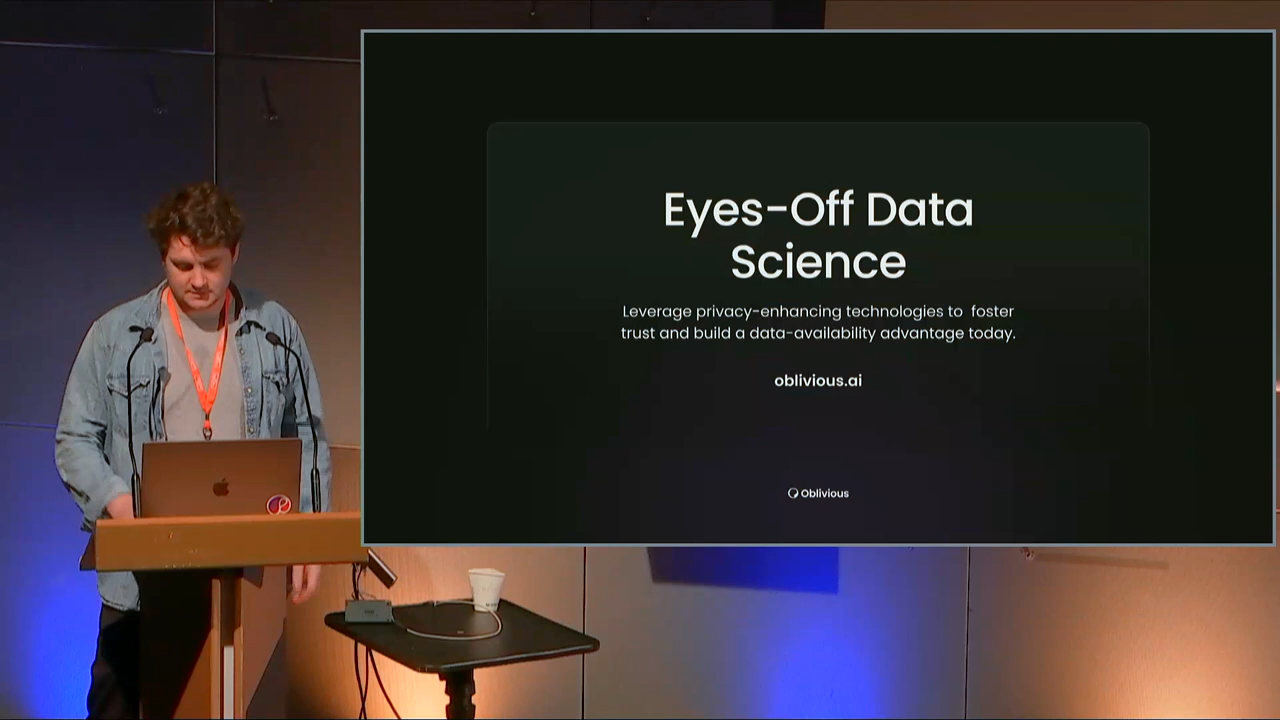 Eyes-Off Data
Science
Leverage privacy-enhancing technologies to  foster
trust and build a data-availability advantage today.
oblivious.ai
Oblivious